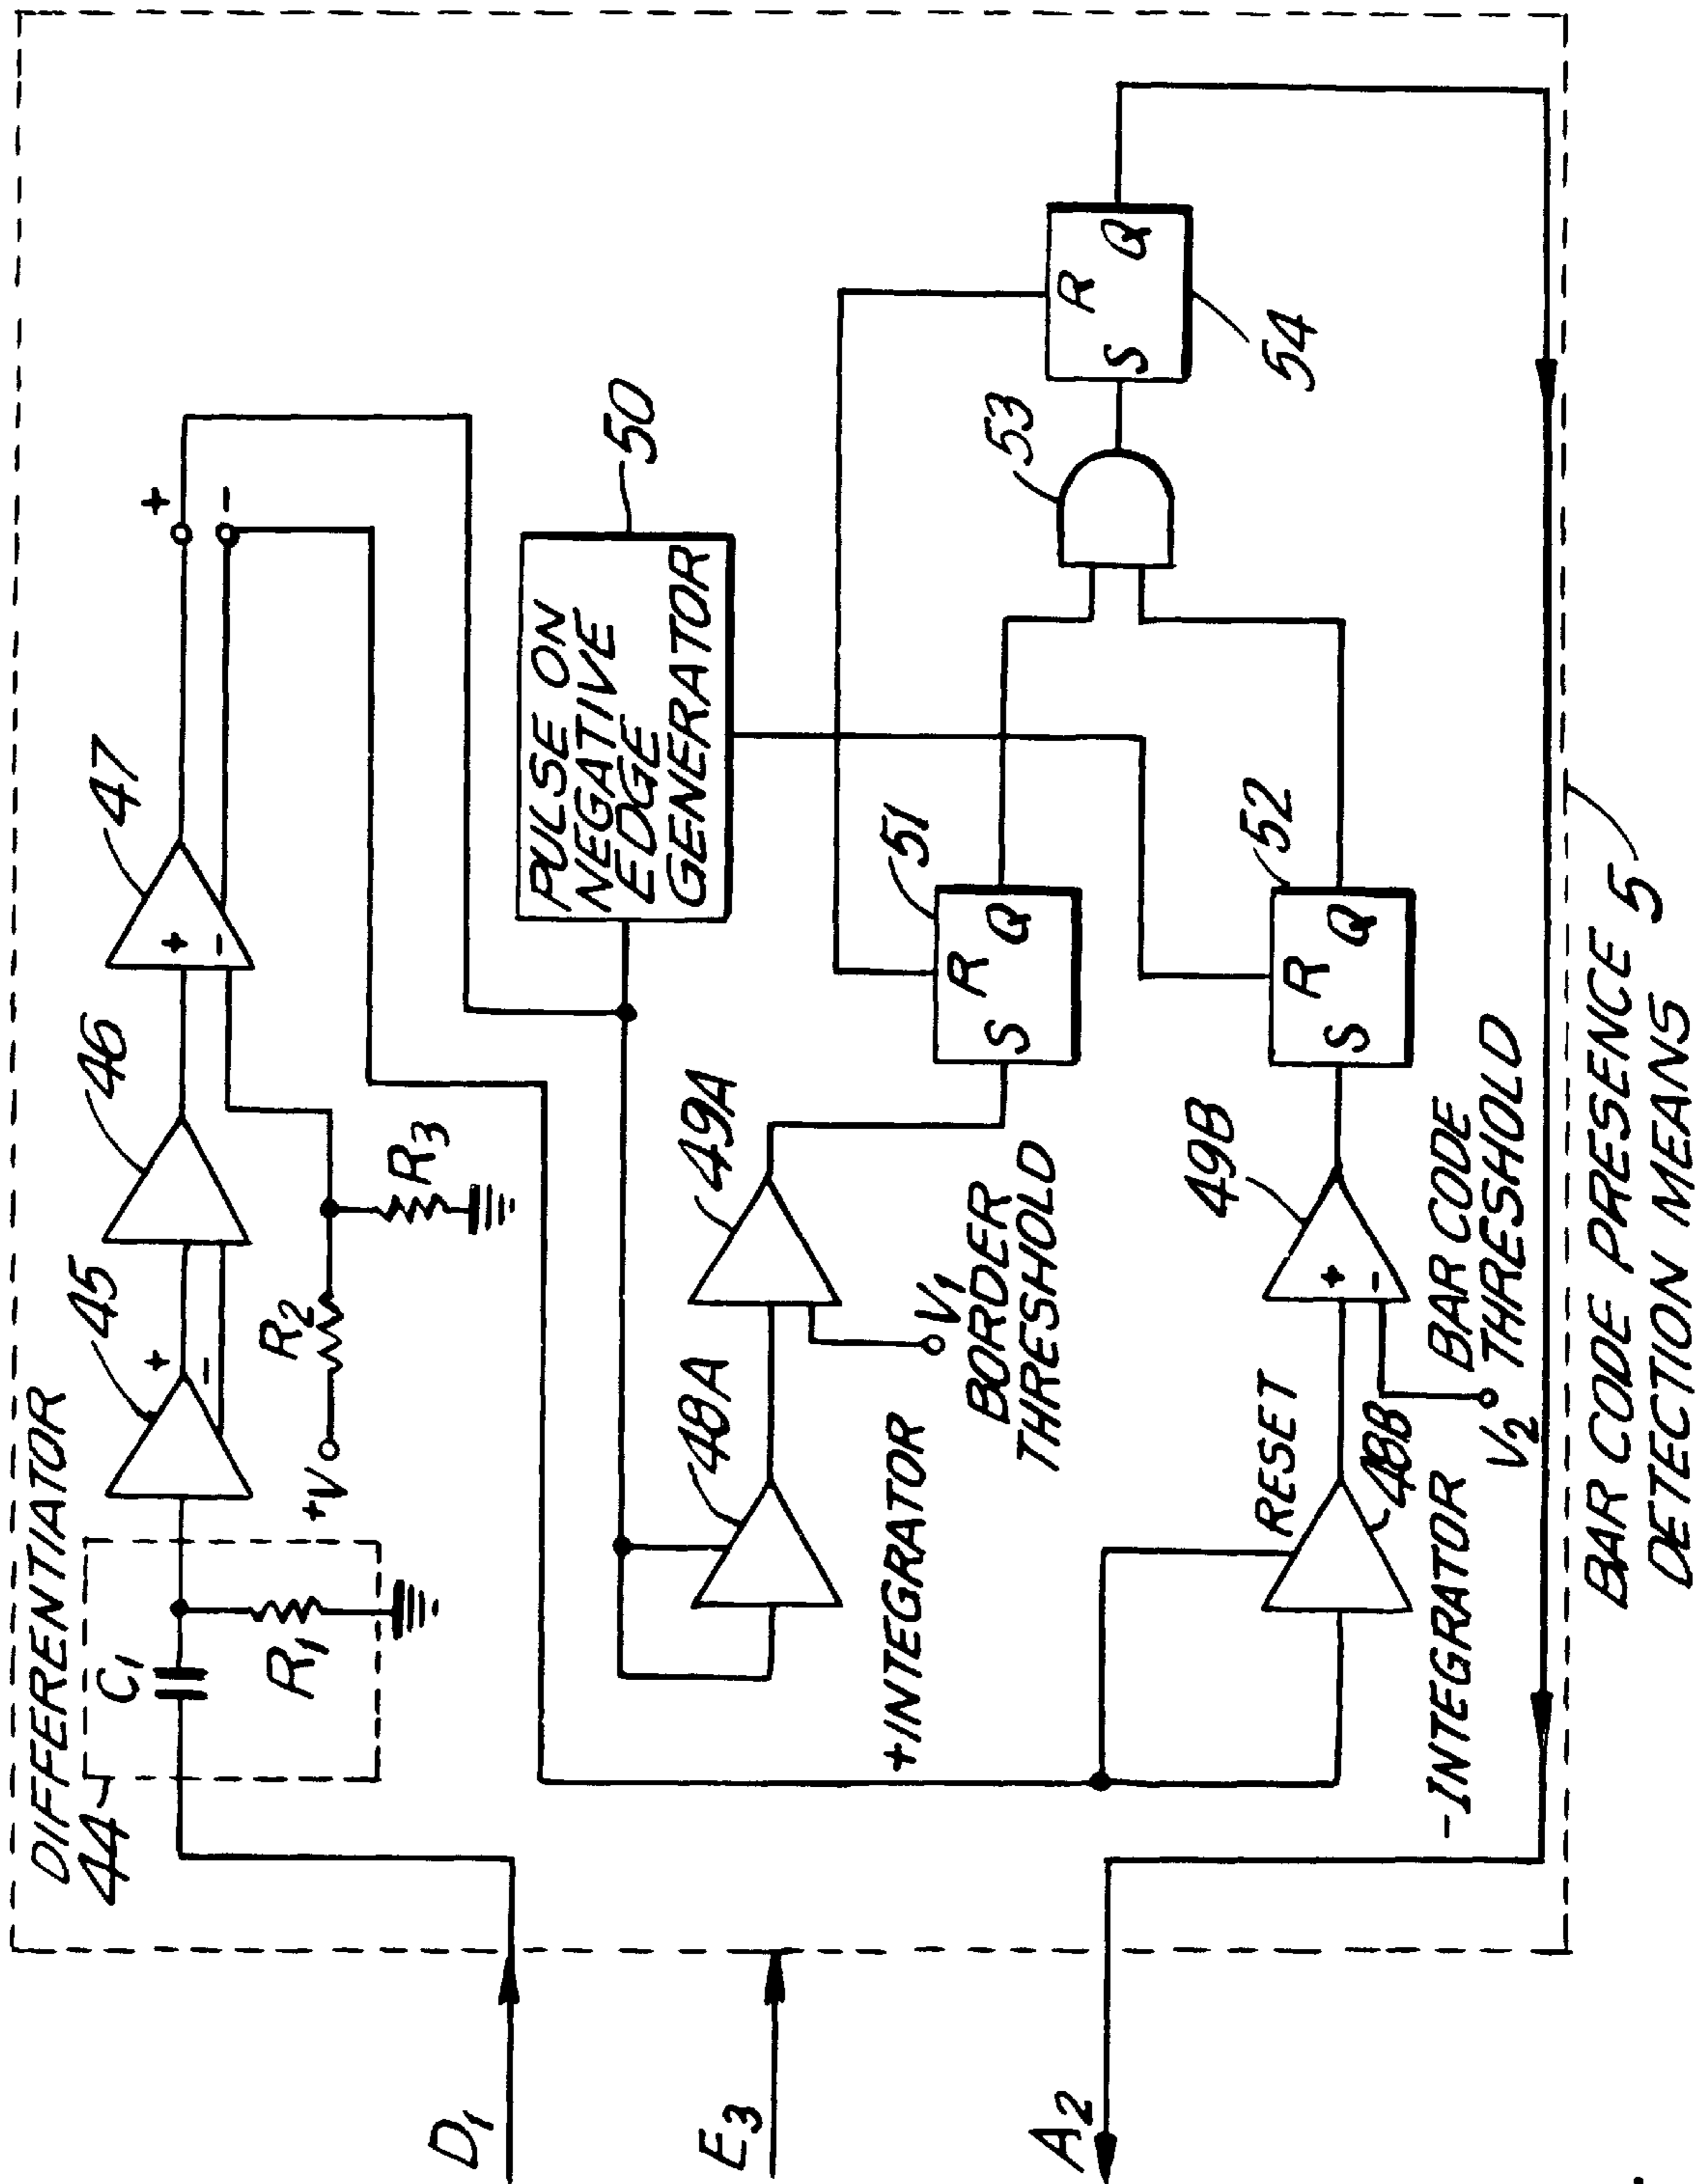 DIFFERENTIATOR
44
C1
R1
45
+
-
46
47
+
-
+
-
+V
R2
R3
PULSE ON
NEGATIVE
EDGE
GENERATOR
50
48A
49A
+INTEGRATOR
V1
BORDER
THRESHOLD
51
S R Q
53
S R Q
54
RESET
48B
-INTEGRATOR
49B
+
-
V2
BAR CODE
THRESHOLD
52
S R Q
D1
E3
A2
BAR CODE PRESENCE 5
DETECTION MEANS